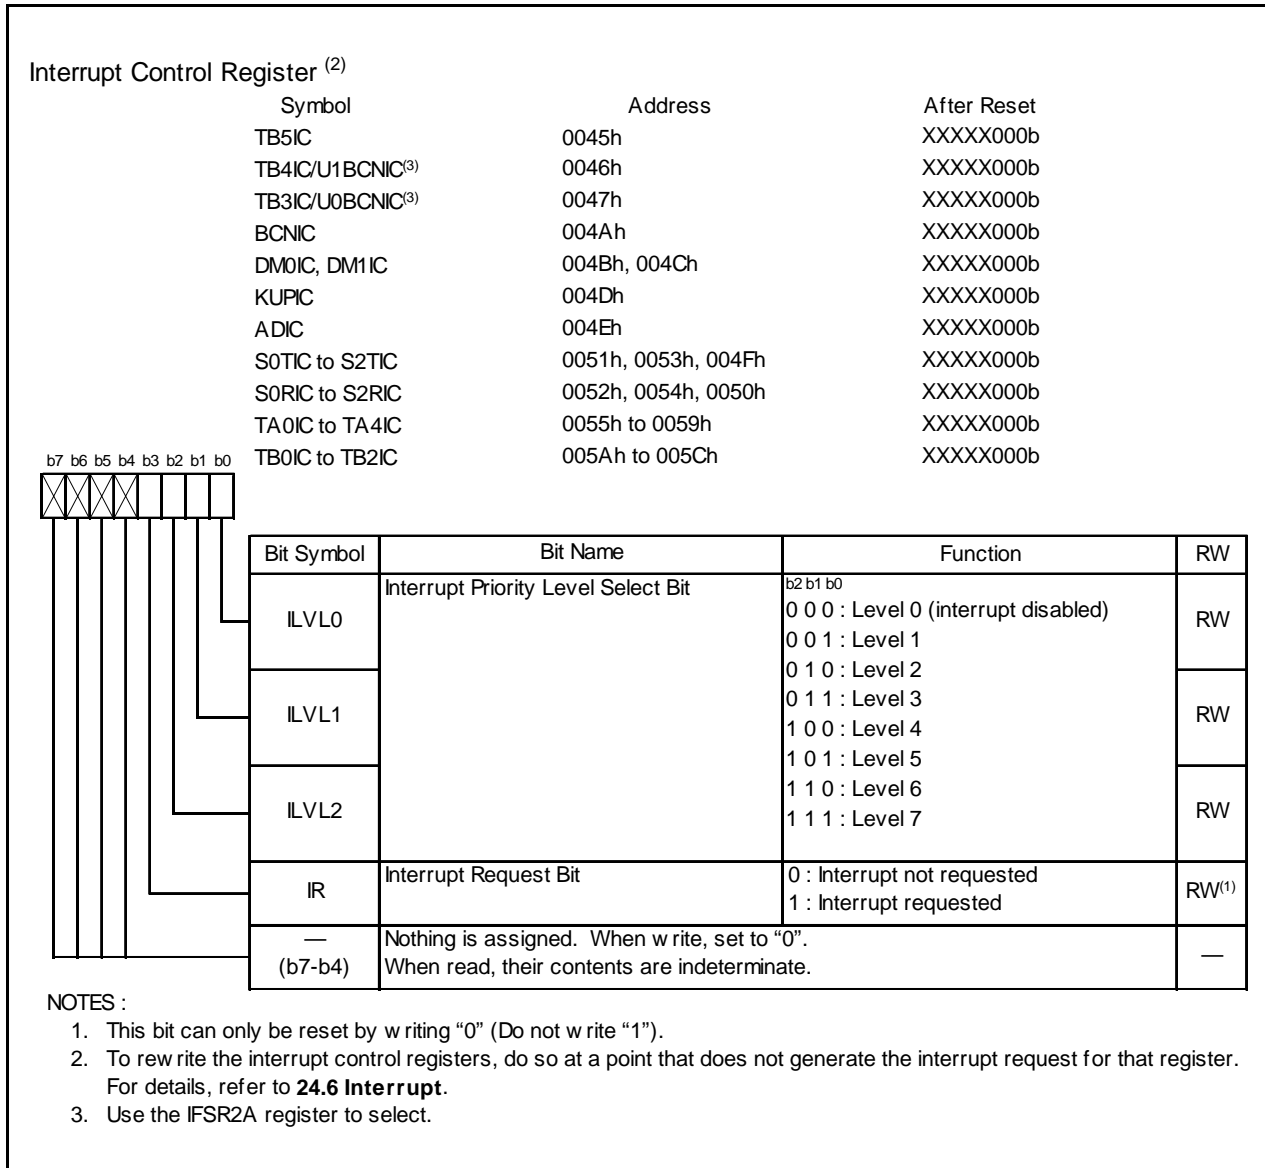 Interrupt Control Register (2)
Symbol Address After Reset
TB5IC 0045h XXXXX000b
TB4IC/U1BCNIC(3) 0046h XXXXX000b
TB3IC/U0BCNIC(3) 0047h XXXXX000b
BCNIC 004Ah XXXXX000b
DM0IC, DM1IC 004Bh, 004Ch XXXXX000b
KUPIC 004Dh XXXXX000b
ADIC 004Eh XXXXX000b
S0TIC to S2TIC 0051h, 0053h, 004Fh XXXXX000b
S0RIC to S2RIC 0052h, 0054h, 0050h XXXXX000b
TA0IC to TA4IC 0055h to 0059h XXXXX000b
TB0IC to TB2IC 005Ah to 005Ch XXXXX000b
b7 b6 b5 b4 b3 b2 b1 b0
Bit Symbol Bit Name Function RW
Interrupt Priority Level Select Bit b2 b1 b0
0 0 0 : Level 0 (interrupt disabled)
ILVL0 RW
0 0 1 : Level 1
0 1 0 : Level 2
0 1 1 : Level 3
ILVL1 RW
1 0 0 : Level 4
1 0 1 : Level 5
1 1 0 : Level 6
ILVL2 RW
1 1 1 : Level 7
Interrupt Request Bit 0 : Interrupt not requested
IR RW(1)
1 : Interrupt requested
— Nothing is assigned. When write, set to “0”.
(b7-b4) When read, their contents are indeterminate. —
NOTES :
1. This bit can only be reset by writing “0” (Do not write “1”).
2. To rewrite the interrupt control registers, do so at a point that does not generate the interrupt request for that register.
For details, refer to 24.6 Interrupt.
3. Use the IFSR2A register to select.